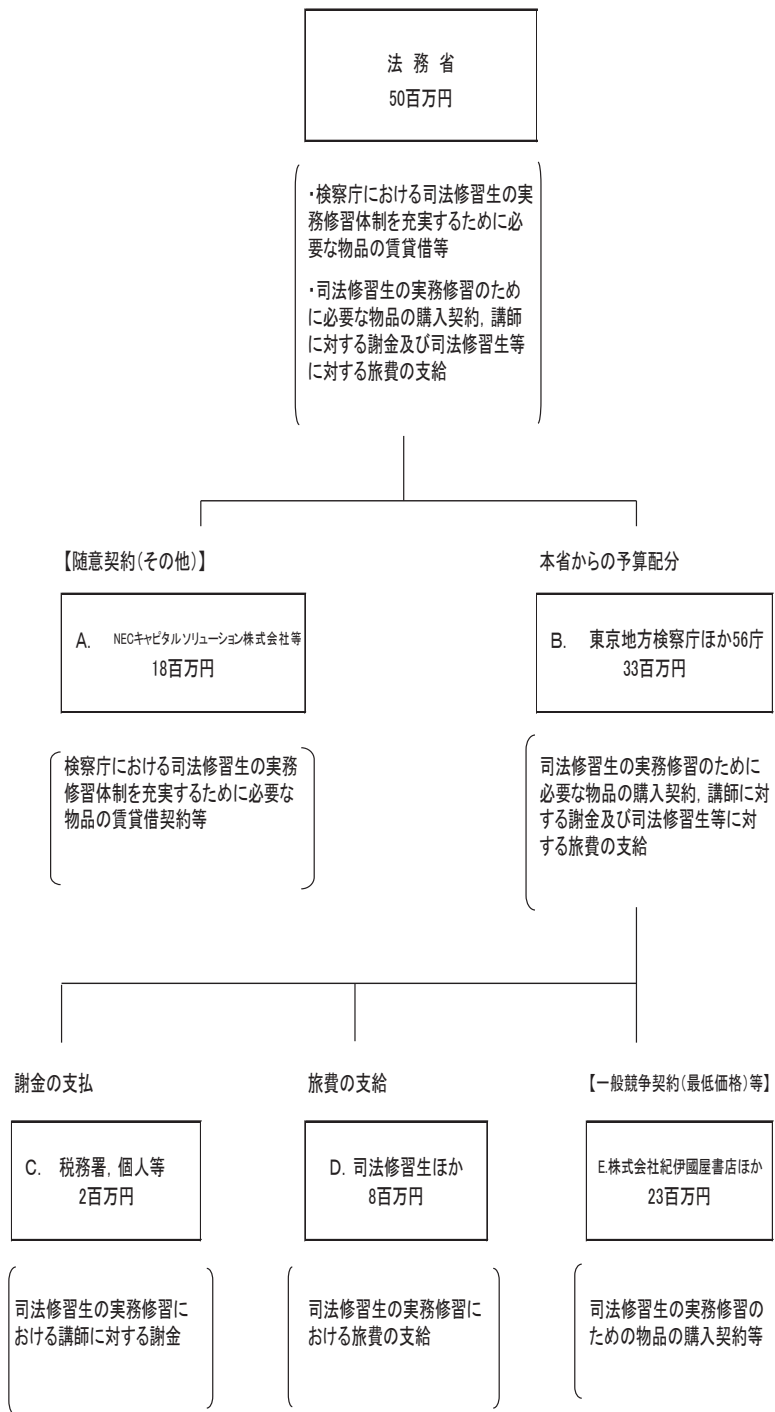 法 務 省
50百万円
・検察庁における司法修習生の実
務修習体制を充実するために必
要な物品の賃貸借等
・司法修習生の実務修習のため
に必要な物品の購入契約，講師
に対する謝金及び司法修習生等
に対する旅費の支給
【随意契約（その他）】
A. NECキャピタルソリューション株式会社等
18百万円
検察庁における司法修習生の実務
修習体制を充実するために必要な
物品の賃貸借契約等
本省からの予算配分
B. 東京地方検察庁ほか56庁
33百万円
司法修習生の実務修習のために
必要な物品の購入契約，講師に対
する謝金及び司法修習生等に対
する旅費の支給
謝金の支払
C. 税務署，個人等
2百万円
司法修習生の実務修習に
おける講師に対する謝金
旅費の支給
D. 司法修習生ほか
8百万円
司法修習生の実務修習に
おける旅費の支給
【一般競争契約（最低価格）等】
E.株式会社紀伊國屋書店ほか
23百万円
司法修習生の実務修習の
ための物品の購入契約等